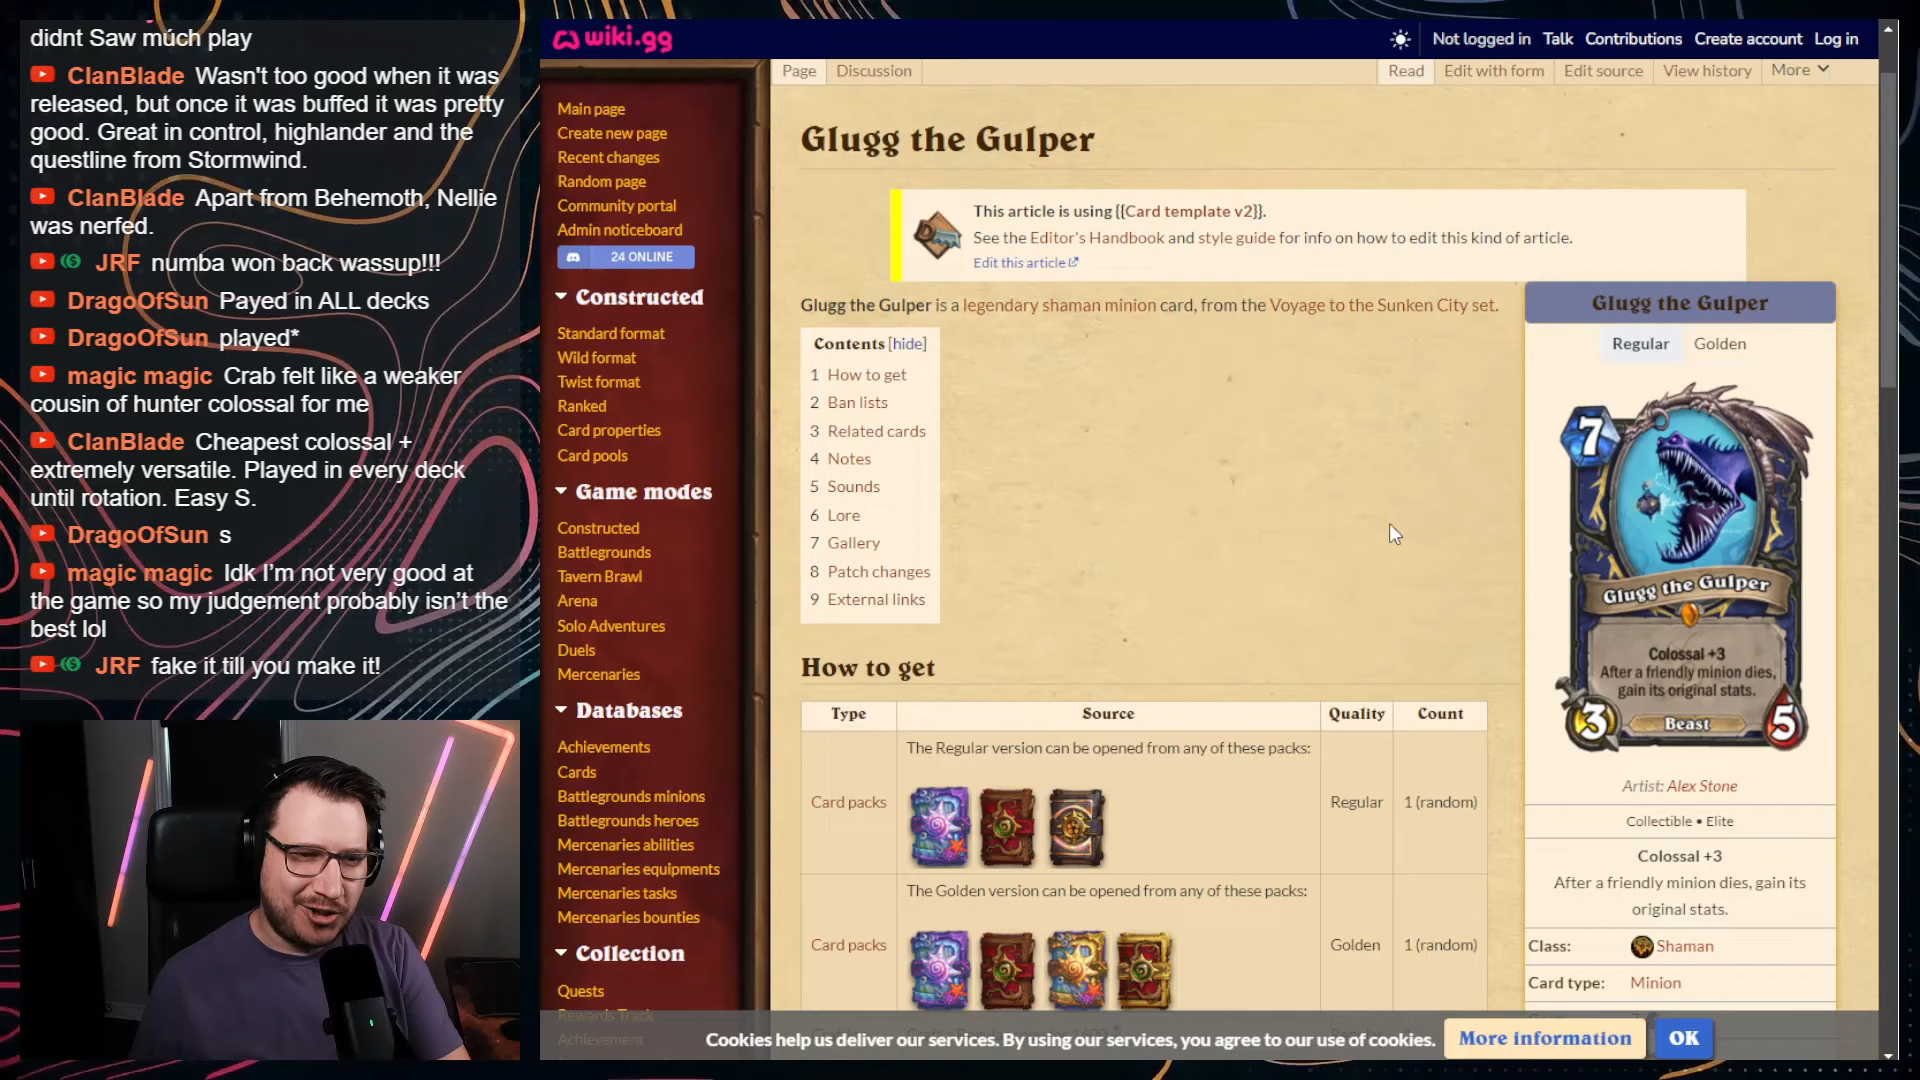 didnt Saw múch play
ClanBlade Wasn't too good when it was
released, but once it was buffed it was pretty
good. Great in control, highlander and the
questline from Stormwind.
ClanBlade Apart from Behemoth, Nellie
was nerfed.
JRF numba won back wassup!!!
DragoOfSun Payed in ALL decks
DragoOfSun played*
magic magic Crab felt like a weaker
cousin of hunter colossal for me
ClanBlade Cheapest colossal +
extremely versatile. Played in every deck
until rotation. Easy S.
DragoOfSun s
magic magic Idk I'm not very good at
the game so my judgement probably isn't the
best lol
JRF fake it till you make it!
wiki.gg
Not logged in Talk Contributions Create account Log in
Page Discussion Read Edit with form Edit source View history More
Main page
Create new page
Recent changes
Random page
Community portal
Admin noticeboard
24 ONLINE
Constructed
Standard format
Wild format
Twist format
Ranked
Card properties
Card pools
Game modes
Constructed
Battlegrounds
Tavern Brawl
Arena
Solo Adventures
Duels
Mercenaries
Databases
Achievements
Cards
Battlegrounds minions
Battlegrounds heroes
Mercenaries abilities
Mercenaries equipments
Mercenaries tasks
Mercenaries bounties
Collection
Quests
Rewards Track
Achievement
Glugg the Gulper
This article is using {{Card template v2}}.
See the Editor's Handbook and style guide for info on how to edit this kind of article.
Edit this article
Glugg the Gulper is a legendary shaman minion card, from the Voyage to the Sunken City set.
Contents [hide]
1 How to get
2 Ban lists
3 Related cards
4 Notes
5 Sounds
6 Lore
7 Gallery
8 Patch changes
9 External links
How to get
Type Source Quality Count
The Regular version can be opened from any of these packs:
Card packs Regular 1 (random)
The Golden version can be opened from any of these packs:
Card packs Golden 1 (random)
Glugg the Gulper
Regular Golden
7
Glugg the Gulper
Colossal +3
After a friendly minion dies,
gain its original stats.
3 Beast 5
Artist: Alex Stone
Collectible • Elite
Colossal +3
After a friendly minion dies, gain its
original stats.
Class: Shaman
Card type: Minion
Cookies help us deliver our services. By using our services, you agree to our use of cookies.
More information OK